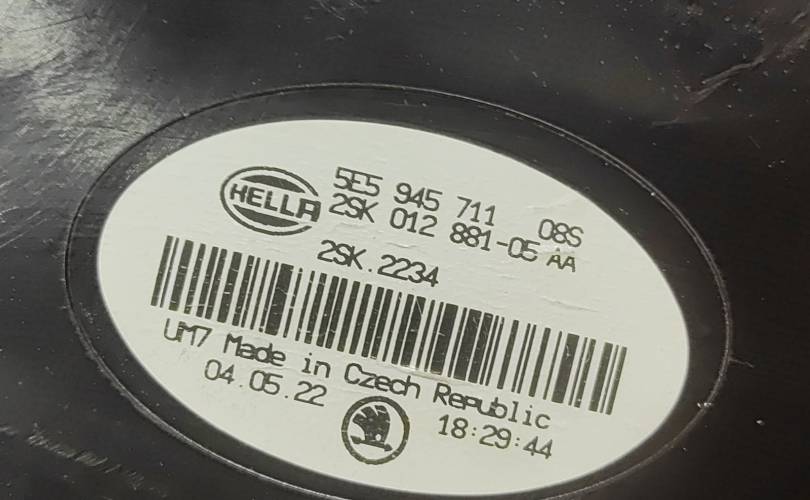 HELLA
5E5 945 711 08S
2SK 012 881-05 AA
2SK.2234
UM7 Made in Czech Republic
04.05.22 18:29:44